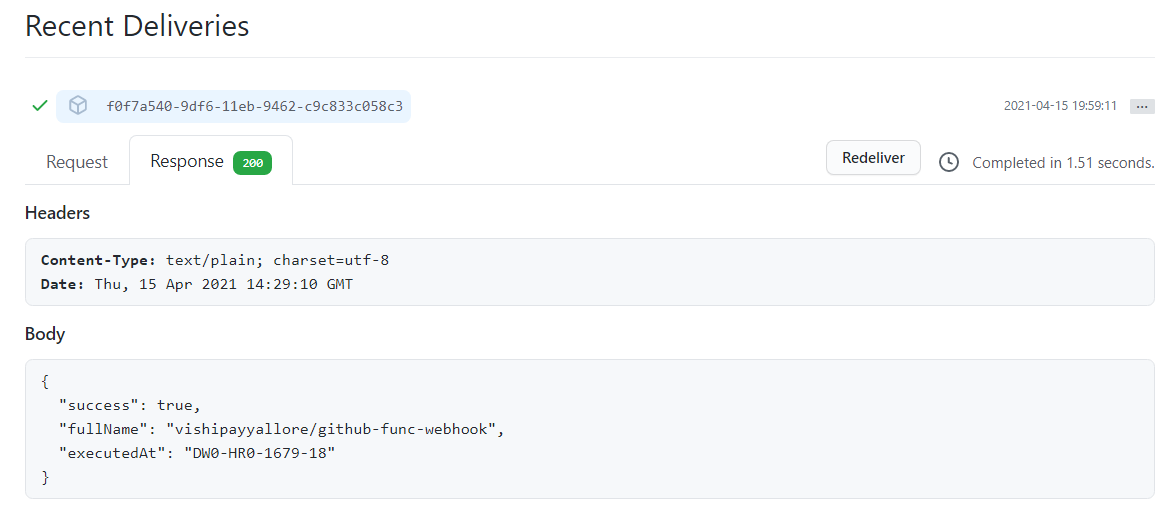 Recent Deliveries
f0f7a540-9df6-11eb-9462-c9c833c058c3 2021-04-15 19:59:11 ...
Request Response 200 Redeliver Completed in 1.51 seconds.
Headers
Content-Type: text/plain; charset=utf-8
Date: Thu, 15 Apr 2021 14:29:10 GMT
Body
{
"success": true,
"fullName": "vishipayyallore/github-func-webhook",
"executedAt": "DW0-HR0-1679-18"
}